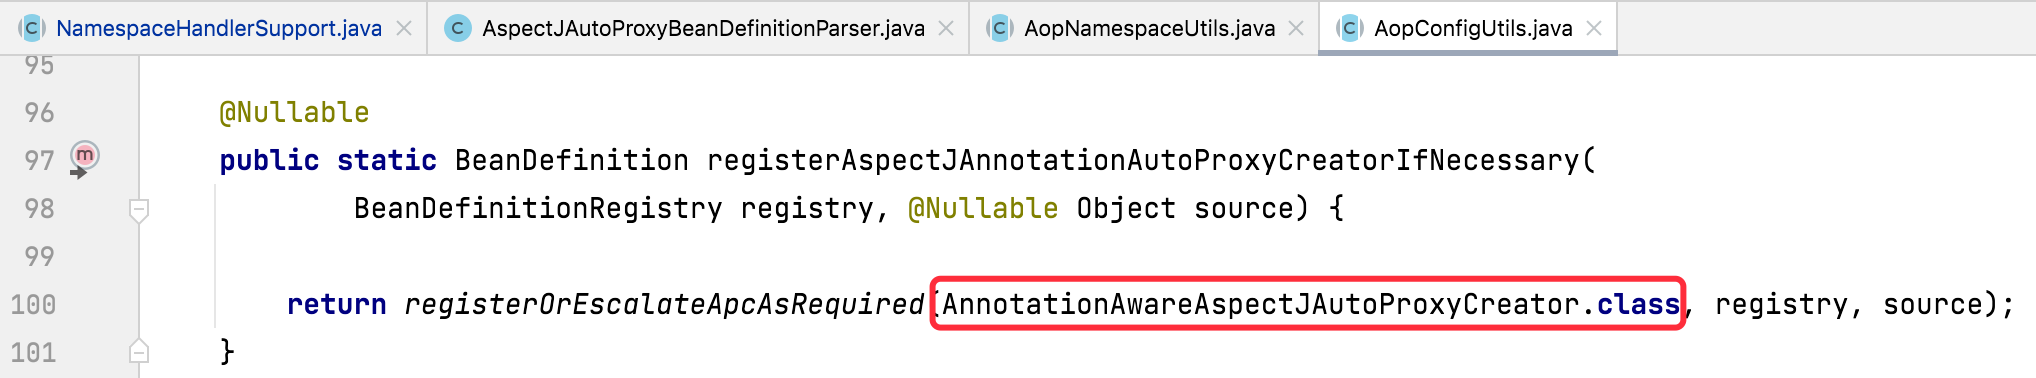 NamespaceHandlerSupport.java AspectJAutoProxyBeanDefinitionParser.java AopNamespaceUtils.java AopConfigUtils.java
95
96 @Nullable
97 public static BeanDefinition registerAspectJAnnotationAutoProxyCreatorIfNecessary(
98 BeanDefinitionRegistry registry, @Nullable Object source) {
99
100 return registerOrEscalateApcAsRequired(AnnotationAwareAspectJAutoProxyCreator.class, registry, source);
101 }